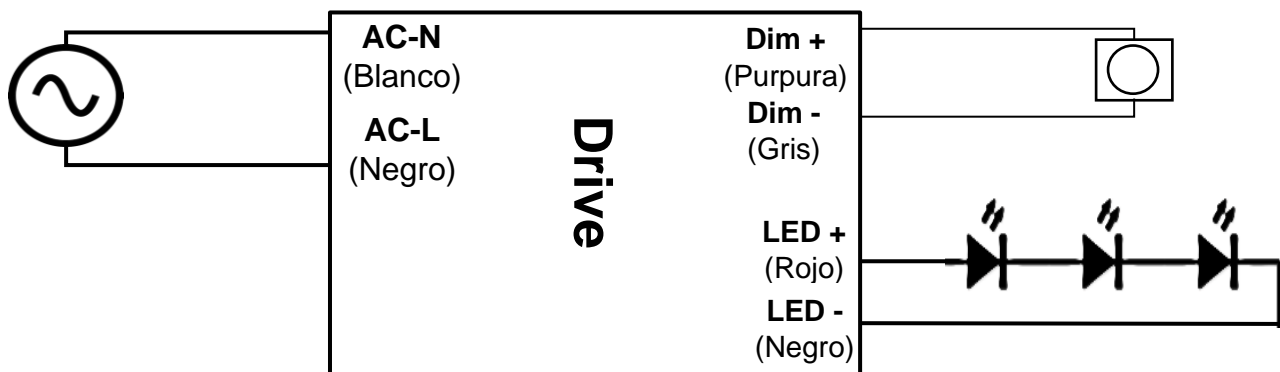 AC-N
(Blanco)
AC-L
(Negro)
Drive
Dim +
(Purpura)
Dim -
(Gris)
LED +
(Rojo)
LED -
(Negro)